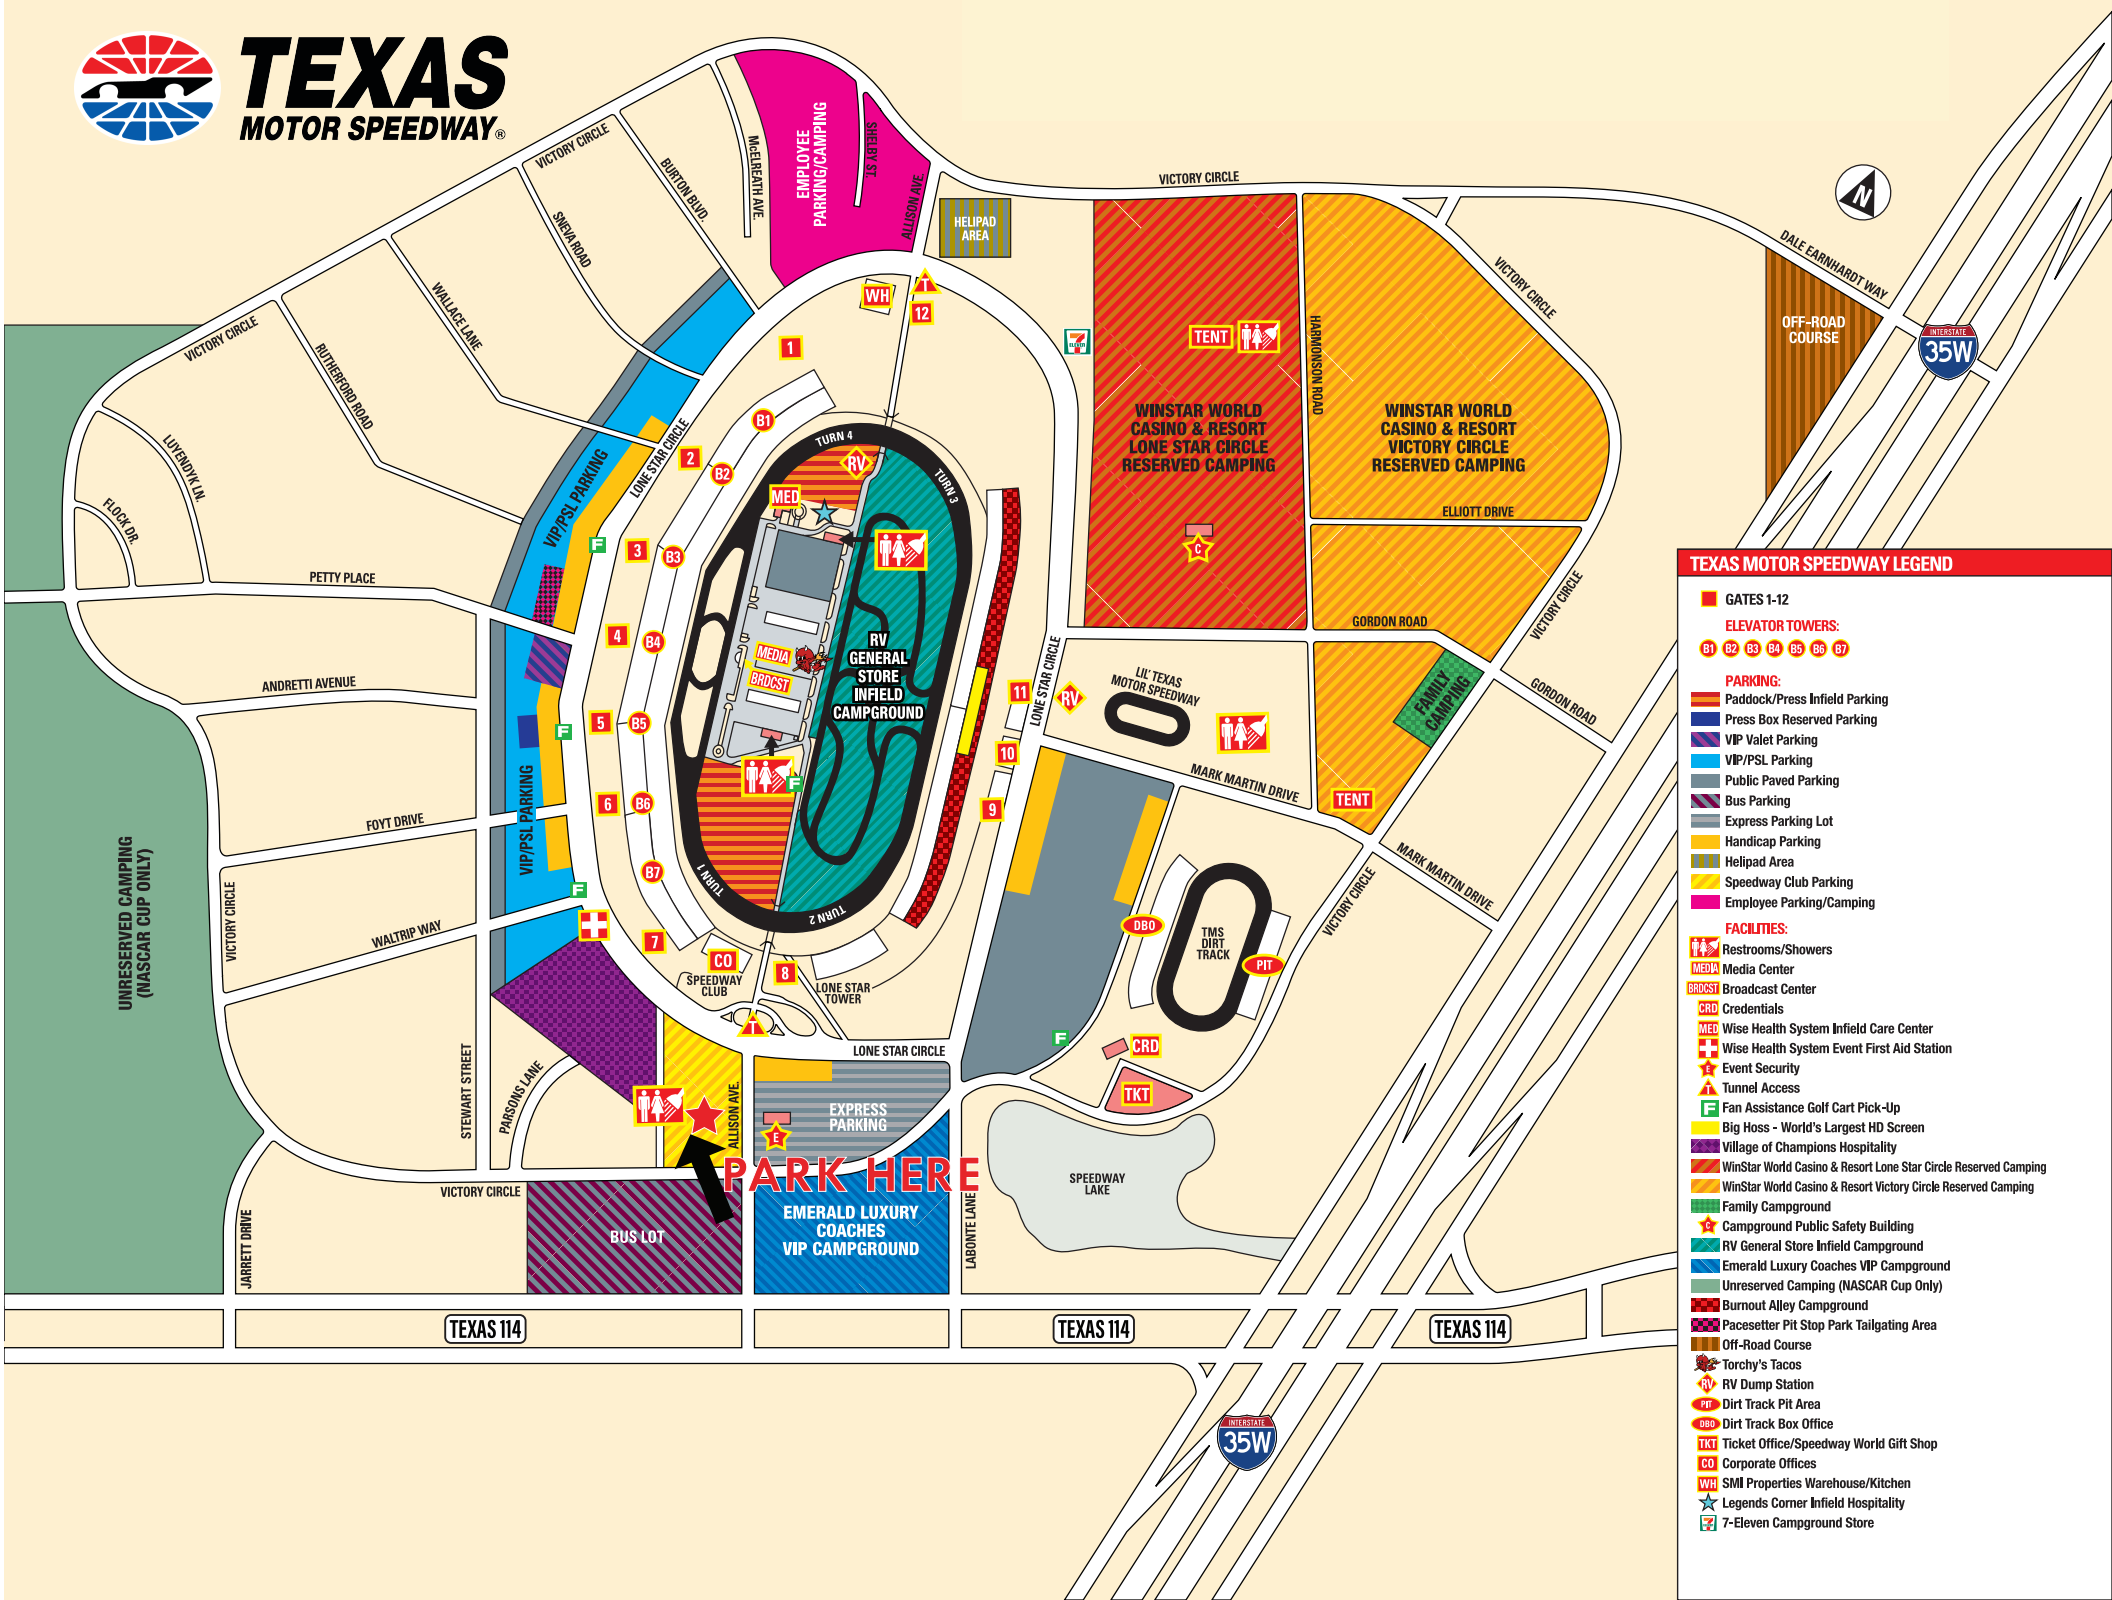 TEXAS
MOTOR SPEEDWAY®
VICTORY CIRCLE
BURTON BLVD.
McELREATH AVE.
EMPLOYEE
PARKING/CAMPING
SHELBY ST.
ALLISON AVE.
HELIPAD
AREA
VICTORY CIRCLE
N
DALE EARNHARDT WAY
SNEVA ROAD
WALLACE LANE
VICTORY CIRCLE
RUTHERFORD ROAD
LUYENDYK LN.
FLOCK DR.
WH
T
12
1
7
ELEVEN
TENT
HARMONSON ROAD
VICTORY CIRCLE
OFF-ROAD
COURSE
INTERSTATE
35W
WINSTAR WORLD
CASINO & RESORT
LONE STAR CIRCLE
RESERVED CAMPING
WINSTAR WORLD
CASINO & RESORT
VICTORY CIRCLE
RESERVED CAMPING
ELLIOTT DRIVE
C
GORDON ROAD
VICTORY CIRCLE
GORDON ROAD
FAMILY
CAMPING
VIP/PSL PARKING
LONE STAR CIRCLE
B1
2
B2
TURN 4
RV
TURN 3
MED
F
3
B3
PETTY PLACE
4
B4
MEDIA
BRDCST
RV
GENERAL
STORE
INFIELD
CAMPGROUND
ANDRETTI AVENUE
F
5
B5
11
RV
LONE STAR CIRCLE
LIL' TEXAS
MOTOR SPEEDWAY
10
MARK MARTIN DRIVE
TENT
MARK MARTIN DRIVE
F
6
B6
9
FOYT DRIVE
VIP/PSL PARKING
F
B7
TURN 1
TURN 2
UNRESERVED CAMPING
(NASCAR CUP ONLY)
VICTORY CIRCLE
WALTRIP WAY
7
CO
SPEEDWAY
CLUB
8
LONE STAR
TOWER
T
DBO
TMS
DIRT
TRACK
PIT
VICTORY CIRCLE
F
CRD
TKT
LONE STAR CIRCLE
STEWART STREET
PARSONS LANE
ALLISON AVE.
EXPRESS
PARKING
E
PARK HERE
SPEEDWAY
LAKE
VICTORY CIRCLE
JARRETT DRIVE
BUS LOT
EMERALD LUXURY
COACHES
VIP CAMPGROUND
LABONTE LANE
TEXAS 114
TEXAS 114
TEXAS 114
INTERSTATE
35W
TEXAS MOTOR SPEEDWAY LEGEND
GATES 1-12
ELEVATOR TOWERS:
B1 B2 B3 B4 B5 B6 B7
PARKING:
Paddock/Press Infield Parking
Press Box Reserved Parking
VIP Valet Parking
VIP/PSL Parking
Public Paved Parking
Bus Parking
Express Parking Lot
Handicap Parking
Helipad Area
Speedway Club Parking
Employee Parking/Camping
FACILITIES:
Restrooms/Showers
MEDIA Media Center
BRDCST Broadcast Center
CRD Credentials
MED Wise Health System Infield Care Center
Wise Health System Event First Aid Station
E Event Security
T Tunnel Access
F Fan Assistance Golf Cart Pick-Up
Big Hoss - World's Largest HD Screen
Village of Champions Hospitality
WinStar World Casino & Resort Lone Star Circle Reserved Camping
WinStar World Casino & Resort Victory Circle Reserved Camping
Family Campground
C Campground Public Safety Building
RV General Store Infield Campground
Emerald Luxury Coaches VIP Campground
Unreserved Camping (NASCAR Cup Only)
Burnout Alley Campground
Pacesetter Pit Stop Park Tailgating Area
Off-Road Course
Torchy's Tacos
RV RV Dump Station
PIT Dirt Track Pit Area
DBO Dirt Track Box Office
TKT Ticket Office/Speedway World Gift Shop
CO Corporate Offices
WH SMI Properties Warehouse/Kitchen
Legends Corner Infield Hospitality
7 7-Eleven Campground Store